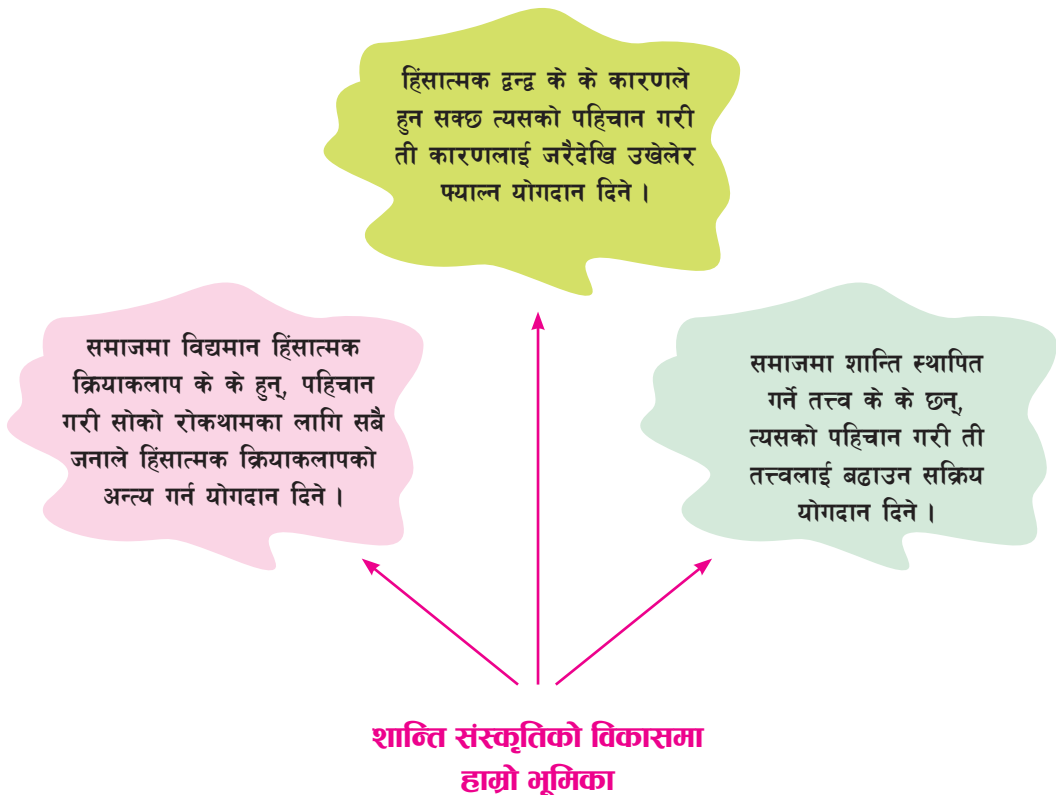 हिंसात्मक द्वन्द्व के के कारणले
हुन सक्छ त्यसको पहिचान गरी
ती कारणलाई जरैदेखि उखेलेर
फ्याल्न योगदान दिने ।
समाजमा विद्यमान हिंसात्मक
क्रियाकलाप के के हुन्, पहिचान
गरी सोको रोकथामका लागि सबै
जनाले हिंसात्मक क्रियाकलापको
अन्त्य गर्न योगदान दिने ।
समाजमा शान्ति स्थापित
गर्ने तत्त्व के के छन्,
त्यसको पहिचान गरी ती
तत्त्वलाई बढाउन सक्रिय
योगदान दिने ।
शान्ति संस्कृतिको विकासमा
हाम्रो भूमिका